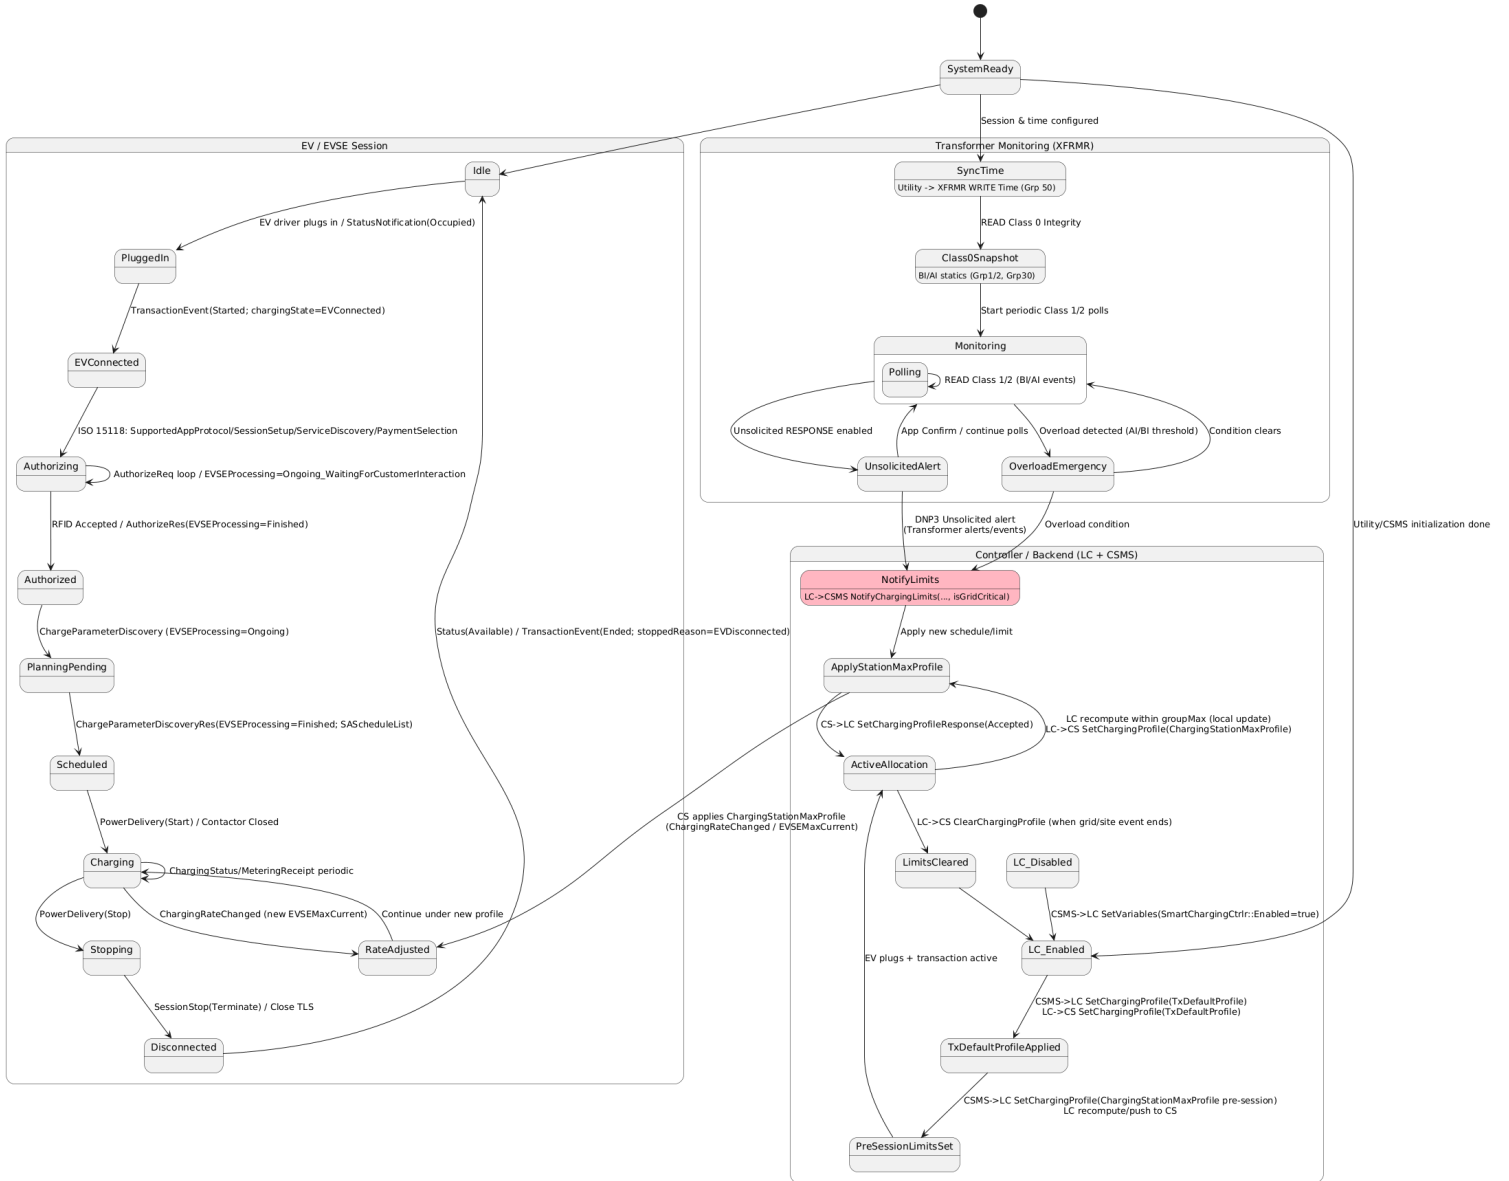 SystemReady
Session & time configured
EV / EVSE Session
Transformer Monitoring (XFRMR)
Idle
SyncTime
Utility -> XFRMR WRITE Time (Grp 50)
EV driver plugs in / StatusNotification(Occupied)
READ Class 0 Integrity
PluggedIn
Class0Snapshot
BI/AI statics (Grp1/2, Grp30)
TransactionEvent(Started; chargingState=EVConnected)
Start periodic Class 1/2 polls
Monitoring
EVConnected
Polling
READ Class 1/2 (BI/AI events)
ISO 15118: SupportedAppProtocol/SessionSetup/ServiceDiscovery/PaymentSelection
Unsolicited RESPONSE enabled
App Confirm / continue polls
Overload detected (AI/BI threshold)
Condition clears
Authorizing
AuthorizeReq loop / EVSEProcessing=Ongoing_WaitingForCustomerInteraction
UnsolicitedAlert
OverloadEmergency
RFID Accepted / AuthorizeRes(EVSEProcessing=Finished)
DNP3 Unsolicited alert
(Transformer alerts/events)
Overload condition
Utility/CSMS initialization done
Controller / Backend (LC + CSMS)
Authorized
NotifyLimits
LC->CSMS NotifyChargingLimits(..., isGridCritical)
ChargeParameterDiscovery (EVSEProcessing=Ongoing)
Status(Available) / TransactionEvent(Ended; stoppedReason=EVDisconnected)
Apply new schedule/limit
PlanningPending
ApplyStationMaxProfile
ChargeParameterDiscoveryRes(EVSEProcessing=Finished; SAScheduleList)
CS->LC SetChargingProfileResponse(Accepted)
LC recompute within groupMax (local update)
LC->CS SetChargingProfile(ChargingStationMaxProfile)
Scheduled
ActiveAllocation
PowerDelivery(Start) / Contactor Closed
CS applies ChargingStationMaxProfile
(ChargingRateChanged / EVSEMaxCurrent)
LC->CS ClearChargingProfile (when grid/site event ends)
Charging
ChargingStatus/MeteringReceipt periodic
LimitsCleared
LC_Disabled
PowerDelivery(Stop)
ChargingRateChanged (new EVSEMaxCurrent)
Continue under new profile
CSMS->LC SetVariables(SmartChargingCtrlr::Enabled=true)
Stopping
RateAdjusted
EV plugs + transaction active
LC_Enabled
SessionStop(Terminate) / Close TLS
CSMS->LC SetChargingProfile(TxDefaultProfile)
LC->CS SetChargingProfile(TxDefaultProfile)
Disconnected
TxDefaultProfileApplied
CSMS->LC SetChargingProfile(ChargingStationMaxProfile pre-session)
LC recompute/push to CS
PreSessionLimitsSet